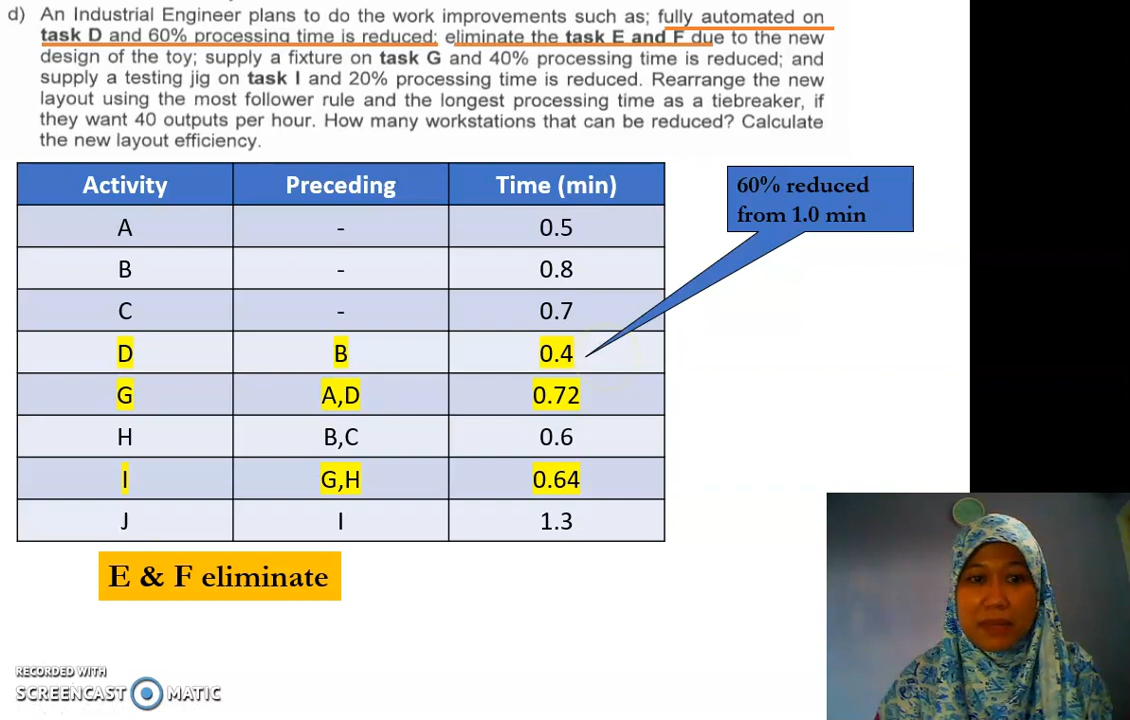 d) An Industrial Engineer plans to do the work improvements such as; fully automated on
task D and 60% processing time is reduced; eliminate the task E and F due to the new
design of the toy; supply a fixture on task G and 40% processing time is reduced; and
supply a testing jig on task I and 20% processing time is reduced. Rearrange the new
layout using the most follower rule and the longest processing time as a tiebreaker, if
they want 40 outputs per hour. How many workstations that can be reduced? Calculate
the new layout efficiency.
Activity Preceding Time (min)
A - 0.5
B - 0.8
C - 0.7
D B 0.4
G A,D 0.72
H B,C 0.6
I G,H 0.64
J I 1.3
60% reduced
from 1.0 min
E & F eliminate
RECORDED WITH
SCREENCAST MATIC